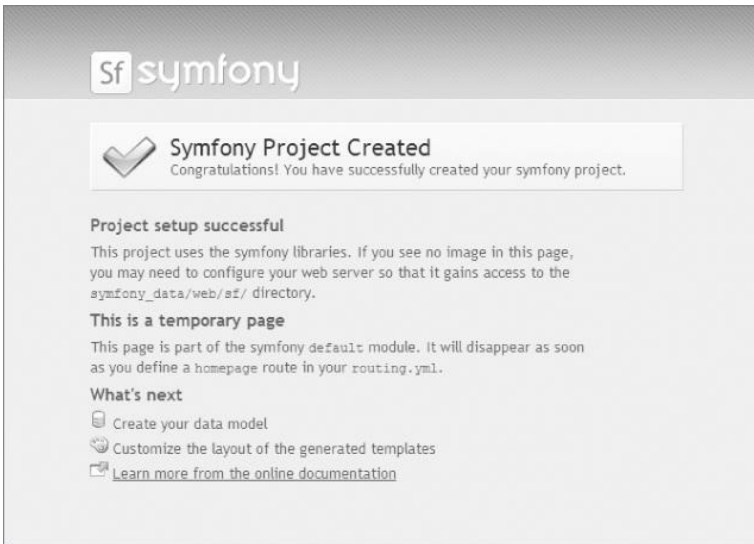 Sf symfony
Symfony Project Created
Congratulations! You have successfully created your symfony project.
Project setup successful
This project uses the symfony libraries. If you see no image in this page,
you may need to configure your web server so that it gains access to the
symfony_data/web/sf/ directory.
This is a temporary page
This page is part of the symfony default module. It will disappear as soon
as you define a homepage route in your routing.yml.
What's next
Create your data model
Customize the layout of the generated templates
Learn more from the online documentation